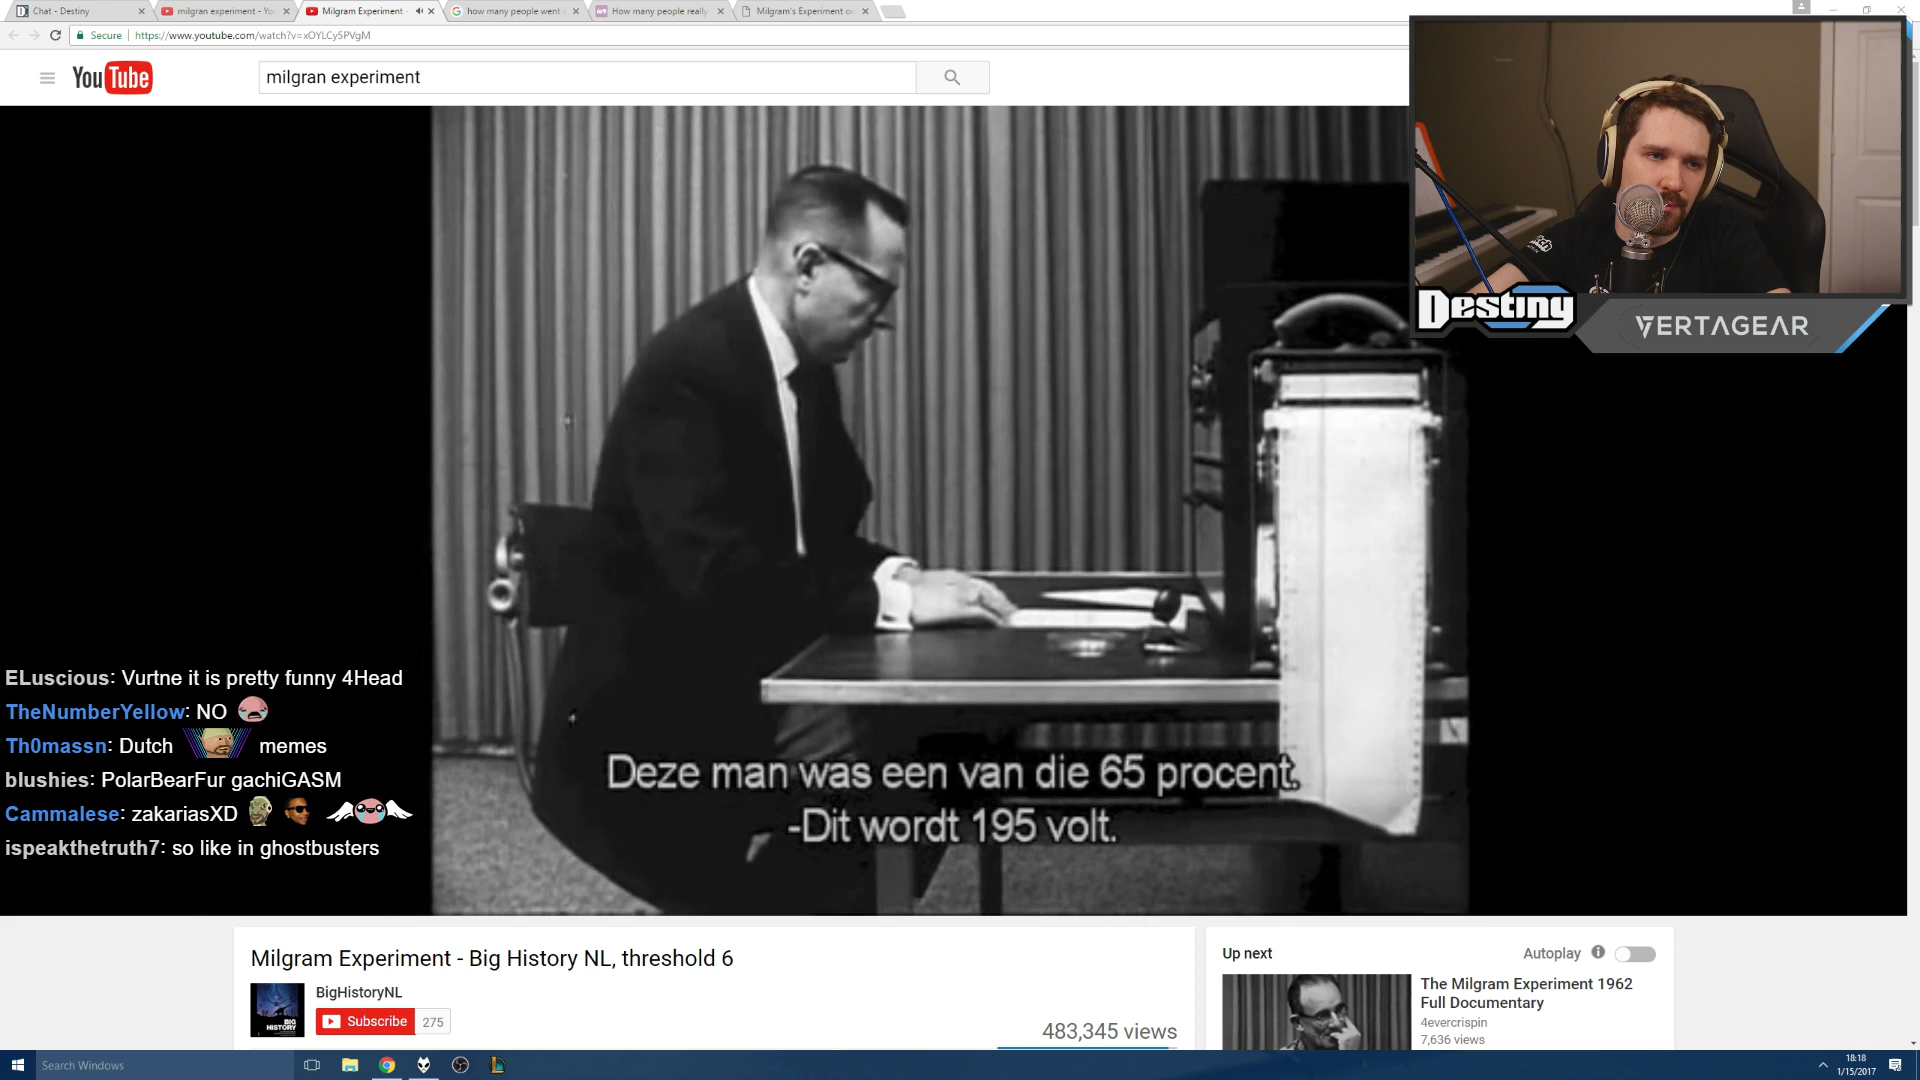 Chat - Destiny
milgran experiment - Yo
Milgram Experiment -
how many people went
How many people really
Milgram's Experiment o
Secure
https://www.youtube.com/watch?v=xOYLCy5PVgM
YouTube
milgran experiment
Destiny
VERTAGEAR
ELuscious: Vurtne it is pretty funny 4Head
TheNumberYellow: NO
Th0massn: Dutch memes
blushies: PolarBearFur gachiGASM
Cammalese: zakariasXD
ispeakthetruth7: so like in ghostbusters
Deze man was een van die 65 procent.
-Dit wordt 195 volt.
Milgram Experiment - Big History NL, threshold 6
BIG
HISTORY
BigHistoryNL
Subscribe
275
483,345 views
Up next
Autoplay
The Milgram Experiment 1962
Full Documentary
4evercrispin
7,636 views
Search Windows
18:18
1/15/2017